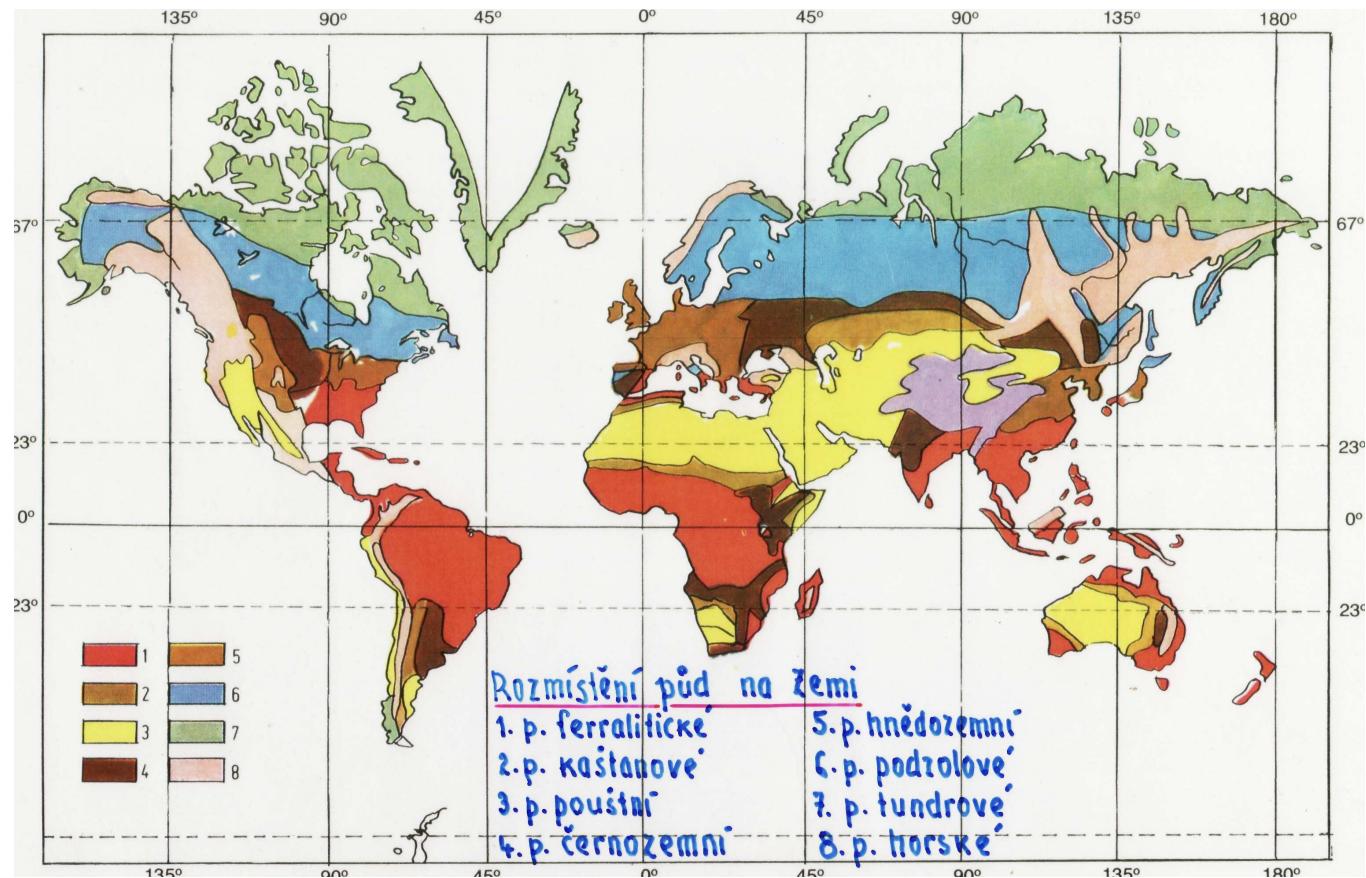 135° 90° 45° 0° 45° 90° 135° 180°
67° 67°
23° 23°
0° 0°
23° 23°
1 5
2 6
3 7
4 8
Rozmístění půd na Zemi
1. p. ferralitické 5. p. hnědozemní
2. p. kaštanové 6. p. podzolové
3. p. pouštní 7. p. tundrové
4. p. černozemní 8. p. horské
135° 90° 45° 0° 45° 90° 135° 180°